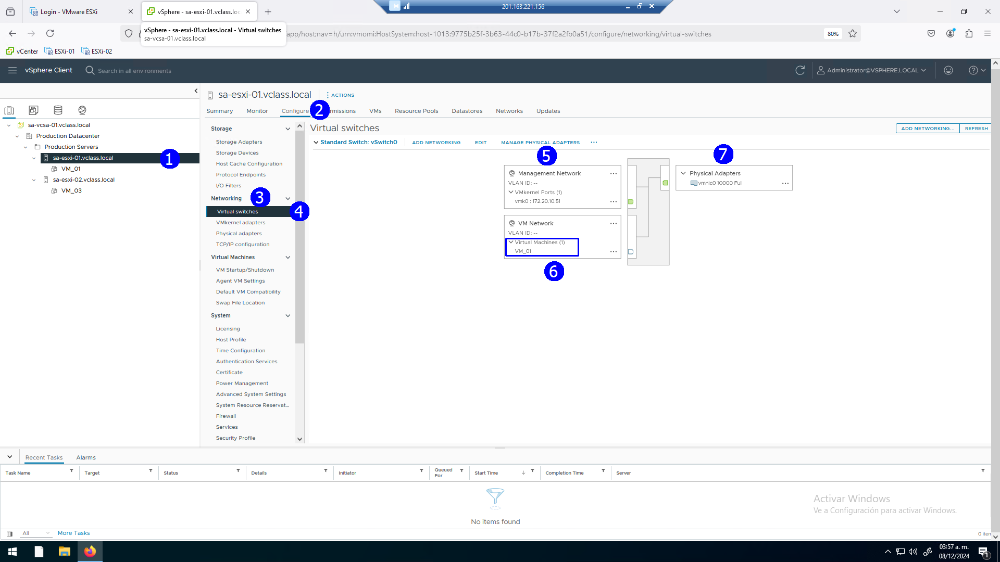 Login - VMware ESXi
vSphere - sa-esxi-01.vclass.loc
201.163.221.156
vSphere - sa-esxi-01.vclass.local - Virtual switches
sa-vcsa-01.vclass.local
app/host;nav=h/urn:vmomi:HostSystem:host-1013:9775b25f-3b63-44c0-b17b-37f2a2fb0a51/configure/networking/virtual-switches
80%
vCenter
ESXi-01
ESXi-02
vSphere Client
Search in all environments
Administrator@VSPHERE.LOCAL
sa-vcsa-01.vclass.local
Production Datacenter
Production Servers
sa-esxi-01.vclass.local
1
VM_01
sa-esxi-02.vclass.local
VM_03
sa-esxi-01.vclass.local
ACTIONS
Summary
Monitor
Configure
2
missions
VMs
Resource Pools
Datastores
Networks
Updates
Storage
Storage Adapters
Storage Devices
Host Cache Configuration
Protocol Endpoints
I/O Filters
Networking
3
Virtual switches
4
VMkernel adapters
Physical adapters
TCP/IP configuration
Virtual Machines
VM Startup/Shutdown
Agent VM Settings
Default VM Compatibility
Swap File Location
System
Licensing
Host Profile
Time Configuration
Authentication Services
Certificate
Power Management
Advanced System Settings
System Resource Reservat...
Firewall
Services
Security Profile
Virtual switches
ADD NETWORKING...
REFRESH
Standard Switch: vSwitch0
ADD NETWORKING
EDIT
MANAGE PHYSICAL ADAPTERS
...
5
7
Management Network
...
VLAN ID: --
VMkernel Ports (1)
vmk0 : 172.20.10.51
...
VM Network
...
VLAN ID: --
Virtual Machines (1)
VM_01
...
6
Physical Adapters
vmnic0 10000 Full
...
Recent Tasks
Alarms
Task Name
Target
Status
Details
Initiator
Queued
For
Start Time
Completion Time
Server
No items found
Activar Windows
Ve a Configuración para activar Windows.
All
More Tasks
0 item
03:57 a. m.
08/12/2024
1